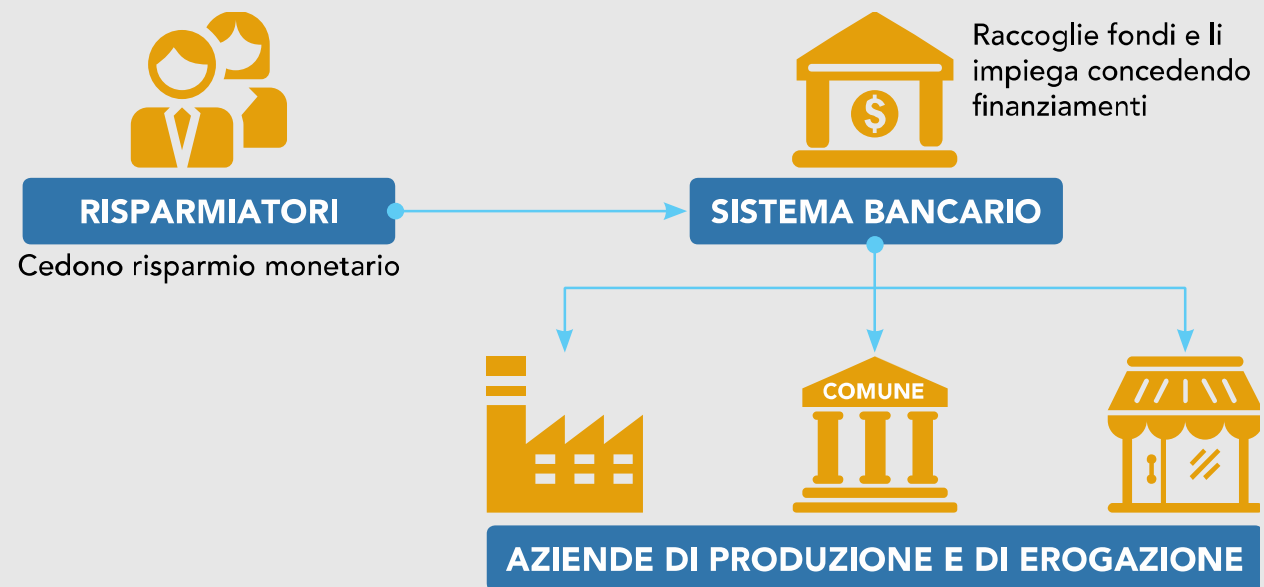 Raccoglie fondi e li
impiega concedendo
finanziamenti
$
RISPARMIATORI
SISTEMA BANCARIO
Cedono risparmio monetario
COMUNE
AZIENDE DI PRODUZIONE E DI EROGAZIONE